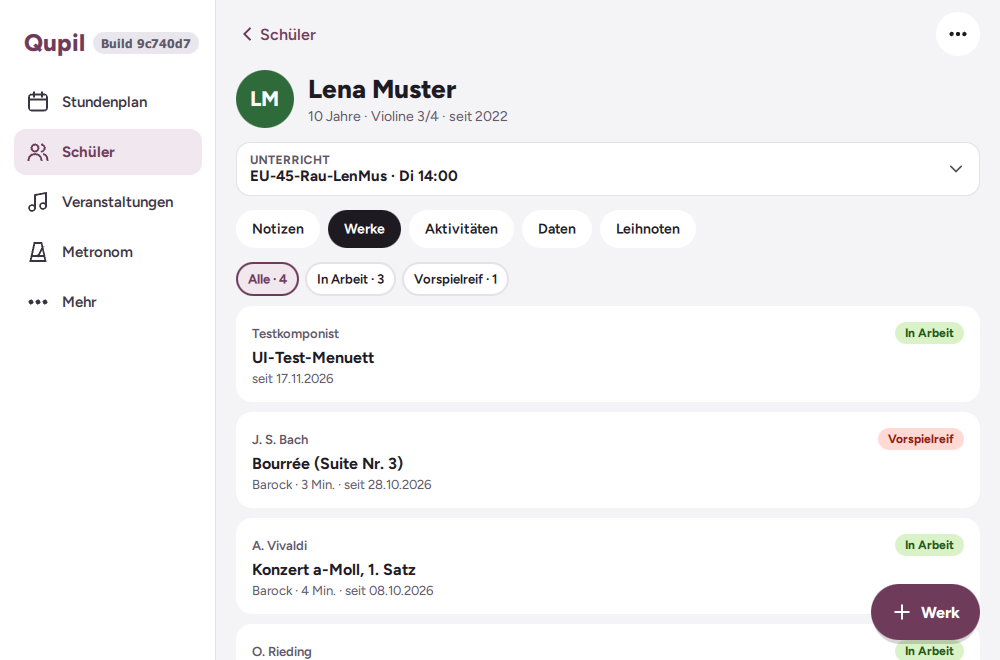 Qupil Build 9c740d7
Stundenplan
Schüler
Veranstaltungen
Metronom
Mehr
Schüler
LM
Lena Muster
10 Jahre · Violine 3/4 · seit 2022
UNTERRICHT
EU-45-Rau-LenMus · Di 14:00
Notizen Werke Aktivitäten Daten Leihnoten
Alle · 4 In Arbeit · 3 Vorspielreif · 1
Testkomponist In Arbeit
UI-Test-Menuett
seit 17.11.2026
J. S. Bach Vorspielreif
Bourrée (Suite Nr. 3)
Barock · 3 Min. · seit 28.10.2026
A. Vivaldi In Arbeit
Konzert a-Moll, 1. Satz
Barock · 4 Min. · seit 08.10.2026
Werk
O. Rieding In Arbeit